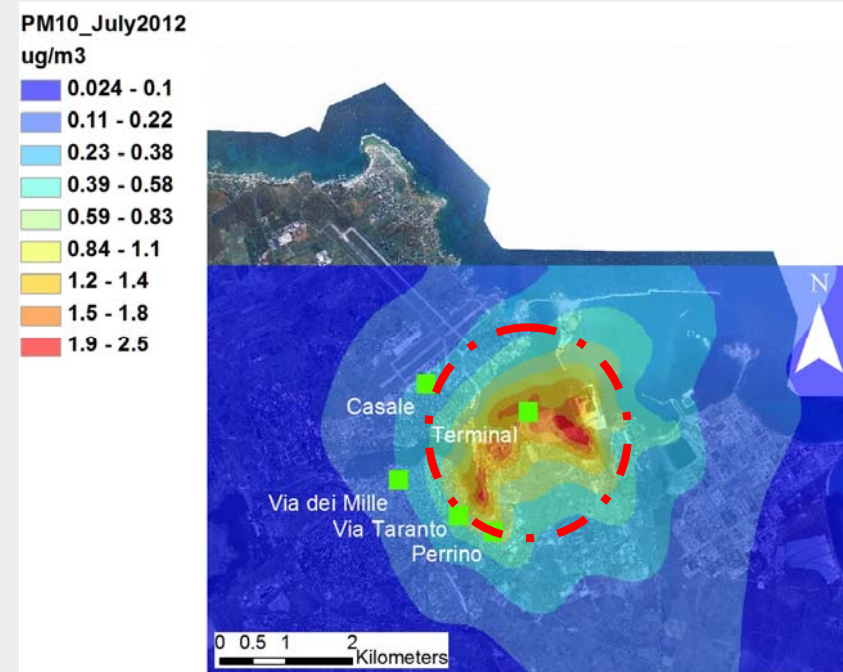 PM10_July2012
ug/m3
0.024 - 0.1
0.11 - 0.22
0.23 - 0.38
0.39 - 0.58
0.59 - 0.83
0.84 - 1.1
1.2 - 1.4
1.5 - 1.8
1.9 - 2.5
N
Casale
Terminal
Via dei Mille
Via Taranto
Perrino
0 0.5 1 2
Kilometers